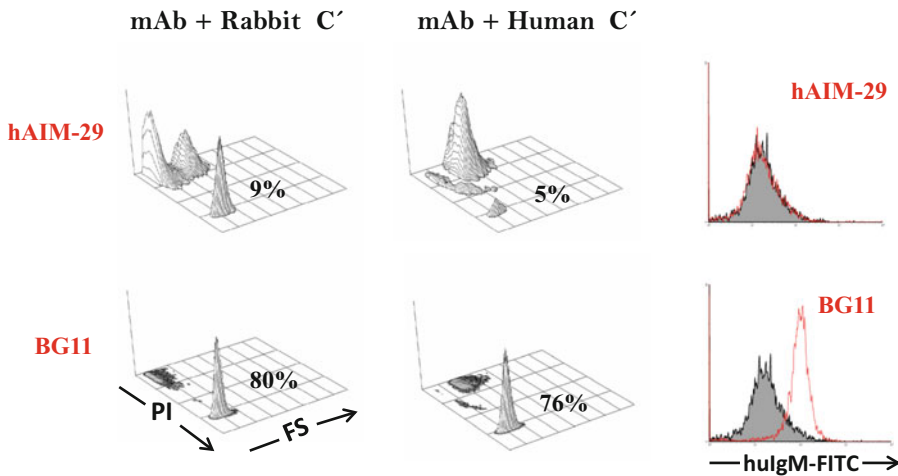 mAb + Rabbit C´
mAb + Human C´
hAIM-29
9%
5%
hAIM-29
BG11
80%
76%
BG11
PI
FS
huIgM-FITC